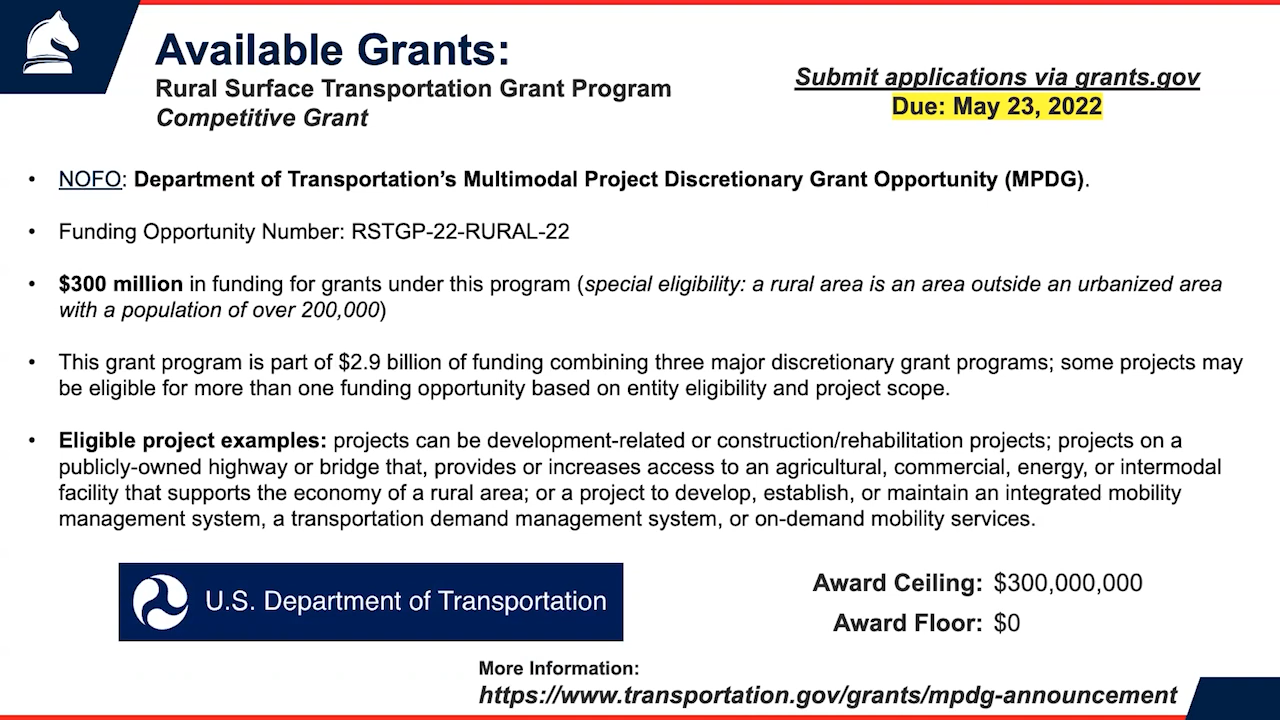 Available Grants:
Rural Surface Transportation Grant Program
Competitive Grant
Submit applications via grants.gov
Due: May 23, 2022
• NOFO: Department of Transportation’s Multimodal Project Discretionary Grant Opportunity (MPDG).
• Funding Opportunity Number: RSTGP-22-RURAL-22
• $300 million in funding for grants under this program (special eligibility: a rural area is an area outside an urbanized area
with a population of over 200,000)
• This grant program is part of $2.9 billion of funding combining three major discretionary grant programs; some projects may
be eligible for more than one funding opportunity based on entity eligibility and project scope.
• Eligible project examples: projects can be development-related or construction/rehabilitation projects; projects on a
publicly-owned highway or bridge that, provides or increases access to an agricultural, commercial, energy, or intermodal
facility that supports the economy of a rural area; or a project to develop, establish, or maintain an integrated mobility
management system, a transportation demand management system, or on-demand mobility services.
U.S. Department of Transportation
Award Ceiling: $300,000,000
Award Floor: $0
More Information:
https://www.transportation.gov/grants/mpdg-announcement